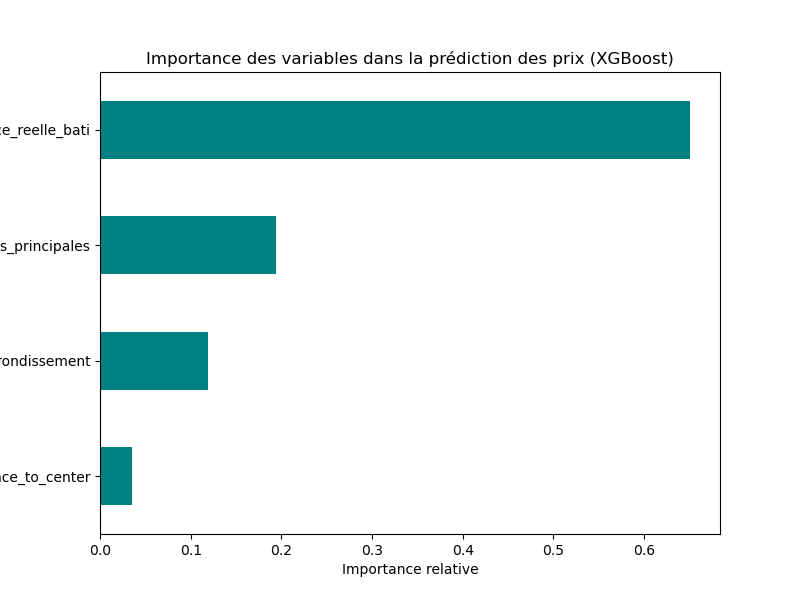 Importance des variables dans la prédiction des prix (XGBoost)
ce_reelle_bati
s_principales
rondissement
nce_to_center
0.0 0.1 0.2 0.3 0.4 0.5 0.6
Importance relative